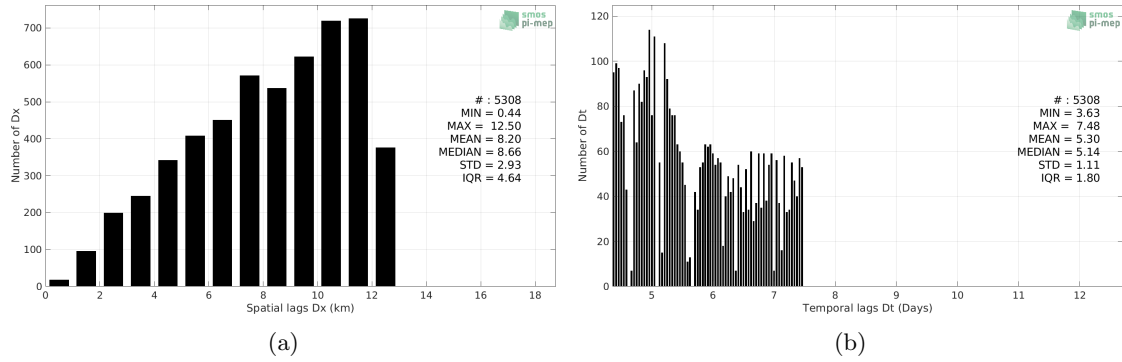 smos
pi-mep
700
600
500
400
300
200
100
0
Number of Dx
# : 5308
MIN = 0.44
MAX = 12.50
MEAN = 8.20
MEDIAN = 8.66
STD = 2.93
IQR = 4.64
0 2 4 6 8 10 12 14 16 18
Spatial lags Dx (km)
(a)
smos
pi-mep
120
100
80
60
40
20
0
Number of Dt
# : 5308
MIN = 3.63
MAX = 7.48
MEAN = 5.30
MEDIAN = 5.14
STD = 1.11
IQR = 1.80
5 6 7 8 9 10 11 12
Temporal lags Dt (Days)
(b)